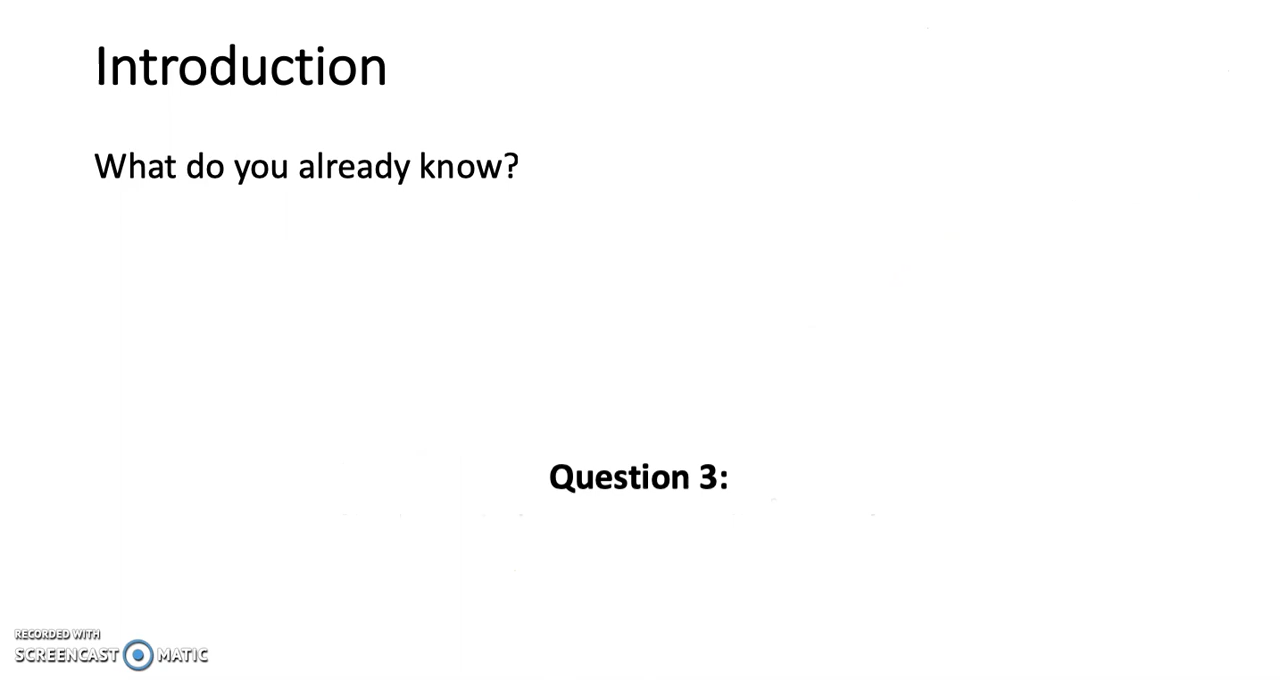 Introduction
What do you already know?
Question 3:
RECORDED WITH
SCREENCAST MATIC